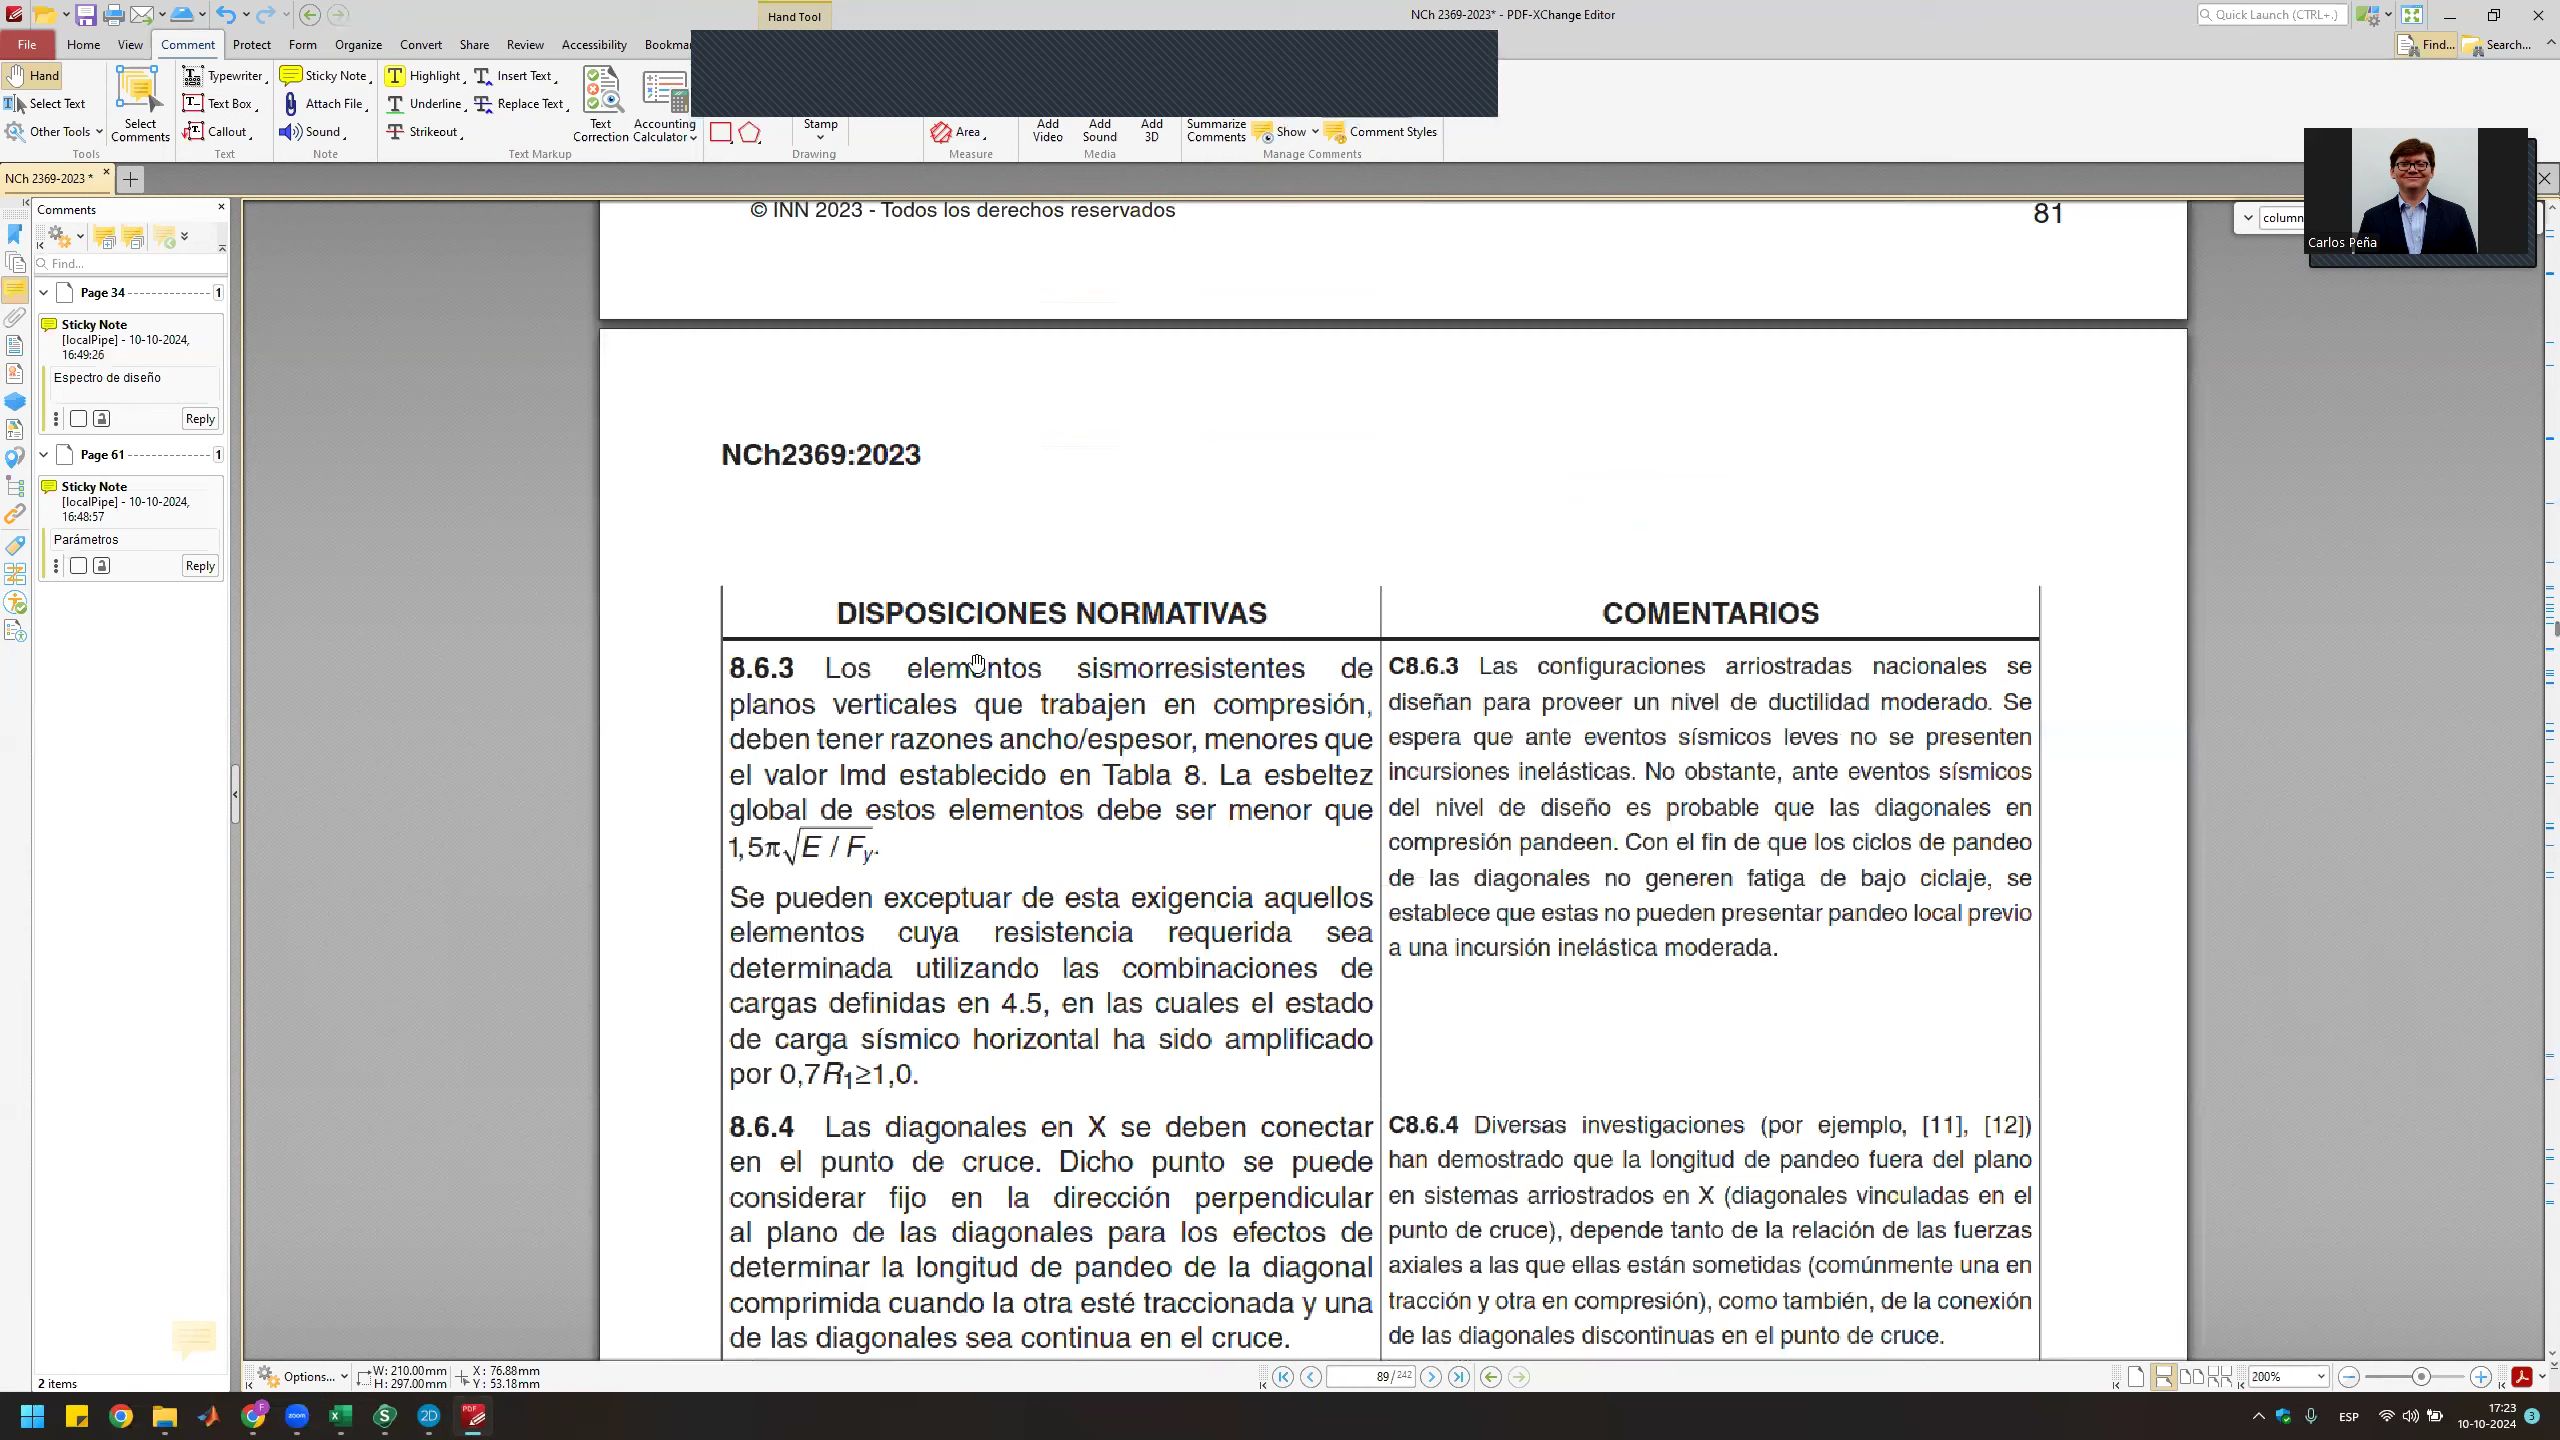 Hand Tool
NCh 2369-2023* - PDF-XChange Editor
Quick Launch (CTRL+.)
File
Home
View
Comment
Protect
Form
Organize
Convert
Share
Review
Accessibility
Bookmar
Find...
Search...
Hand
Select Text
Other Tools
Tools
Select Comments
Typewriter
Text Box
Callout
Text
Sticky Note
Attach File
Sound
Note
Highlight
Underline
Strikeout
Insert Text
Replace Text
Text Correction
Accounting Calculator
Text Markup
Stamp
Drawing
Area
Measure
Add Video
Add Sound
Add 3D
Media
Summarize Comments
Show
Comment Styles
Manage Comments
NCh 2369-2023 *
Carlos Peña
column
Comments
Find...
Page 34
1
Sticky Note
[localPipe] - 10-10-2024,
16:49:26
Espectro de diseño
Reply
Page 61
1
Sticky Note
[localPipe] - 10-10-2024,
16:48:57
Parámetros
Reply
2 items
© INN 2023 - Todos los derechos reservados
81
NCh2369:2023
DISPOSICIONES NORMATIVAS
8.6.3 Los elementos sismorresistentes de
planos verticales que trabajen en compresión,
deben tener razones ancho/espesor, menores que
el valor lmd establecido en Tabla 8. La esbeltez
global de estos elementos debe ser menor que
1,5π√E / Fy.
Se pueden exceptuar de esta exigencia aquellos
elementos cuya resistencia requerida sea
determinada utilizando las combinaciones de
cargas definidas en 4.5, en las cuales el estado
de carga sísmico horizontal ha sido amplificado
por 0,7R1≥1,0.
8.6.4 Las diagonales en X se deben conectar
en el punto de cruce. Dicho punto se puede
considerar fijo en la dirección perpendicular
al plano de las diagonales para los efectos de
determinar la longitud de pandeo de la diagonal
comprimida cuando la otra esté traccionada y una
de las diagonales sea continua en el cruce.
COMENTARIOS
C8.6.3 Las configuraciones arriostradas nacionales se
diseñan para proveer un nivel de ductilidad moderado. Se
espera que ante eventos sísmicos leves no se presenten
incursiones inelásticas. No obstante, ante eventos sísmicos
del nivel de diseño es probable que las diagonales en
compresión pandeen. Con el fin de que los ciclos de pandeo
de las diagonales no generen fatiga de bajo ciclaje, se
establece que estas no pueden presentar pandeo local previo
a una incursión inelástica moderada.
C8.6.4 Diversas investigaciones (por ejemplo, [11], [12])
han demostrado que la longitud de pandeo fuera del plano
en sistemas arriostrados en X (diagonales vinculadas en el
punto de cruce), depende tanto de la relación de las fuerzas
axiales a las que ellas están sometidas (comúnmente una en
tracción y otra en compresión), como también, de la conexión
de las diagonales discontinuas en el punto de cruce.
Options...
W: 210.00mm
H: 297.00mm
X: 76.88mm
Y: 53.18mm
89/242
200%
ESP
17:23
10-10-2024
3